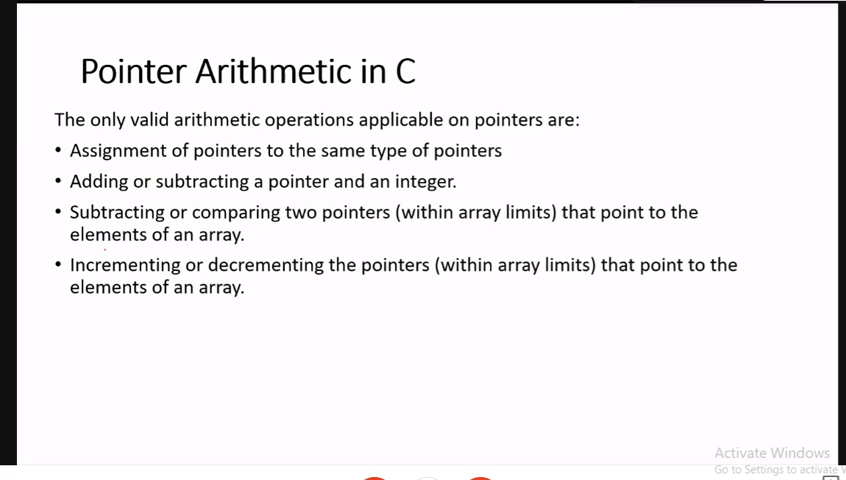 Pointer Arithmetic in C
The only valid arithmetic operations applicable on pointers are:
• Assignment of pointers to the same type of pointers
• Adding or subtracting a pointer and an integer.
• Subtracting or comparing two pointers (within array limits) that point to the
elements of an array.
• Incrementing or decrementing the pointers (within array limits) that point to the
elements of an array.
Activate Windows
Go to Settings to activate W